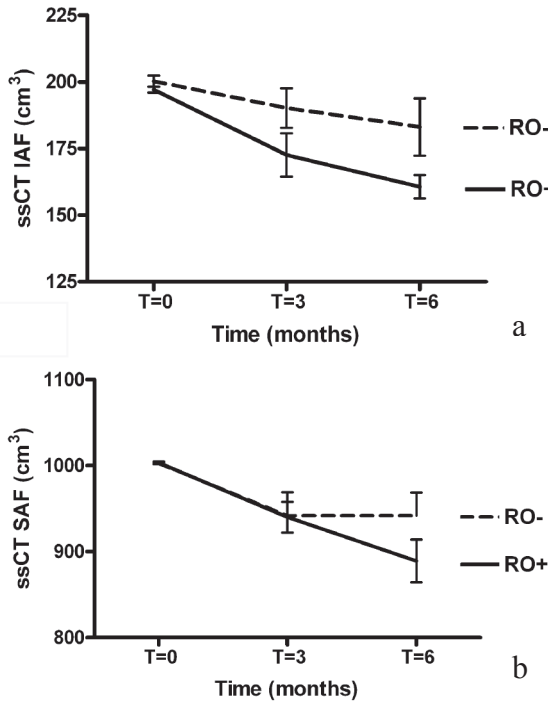 225
200
175
150
125
ssCT IAF (cm³)
T=0 T=3 T=6
Time (months)
RO-
RO-
a
1100
1000
900
800
ssCT SAF (cm³)
T=0 T=3 T=6
Time (months)
RO-
RO+
b